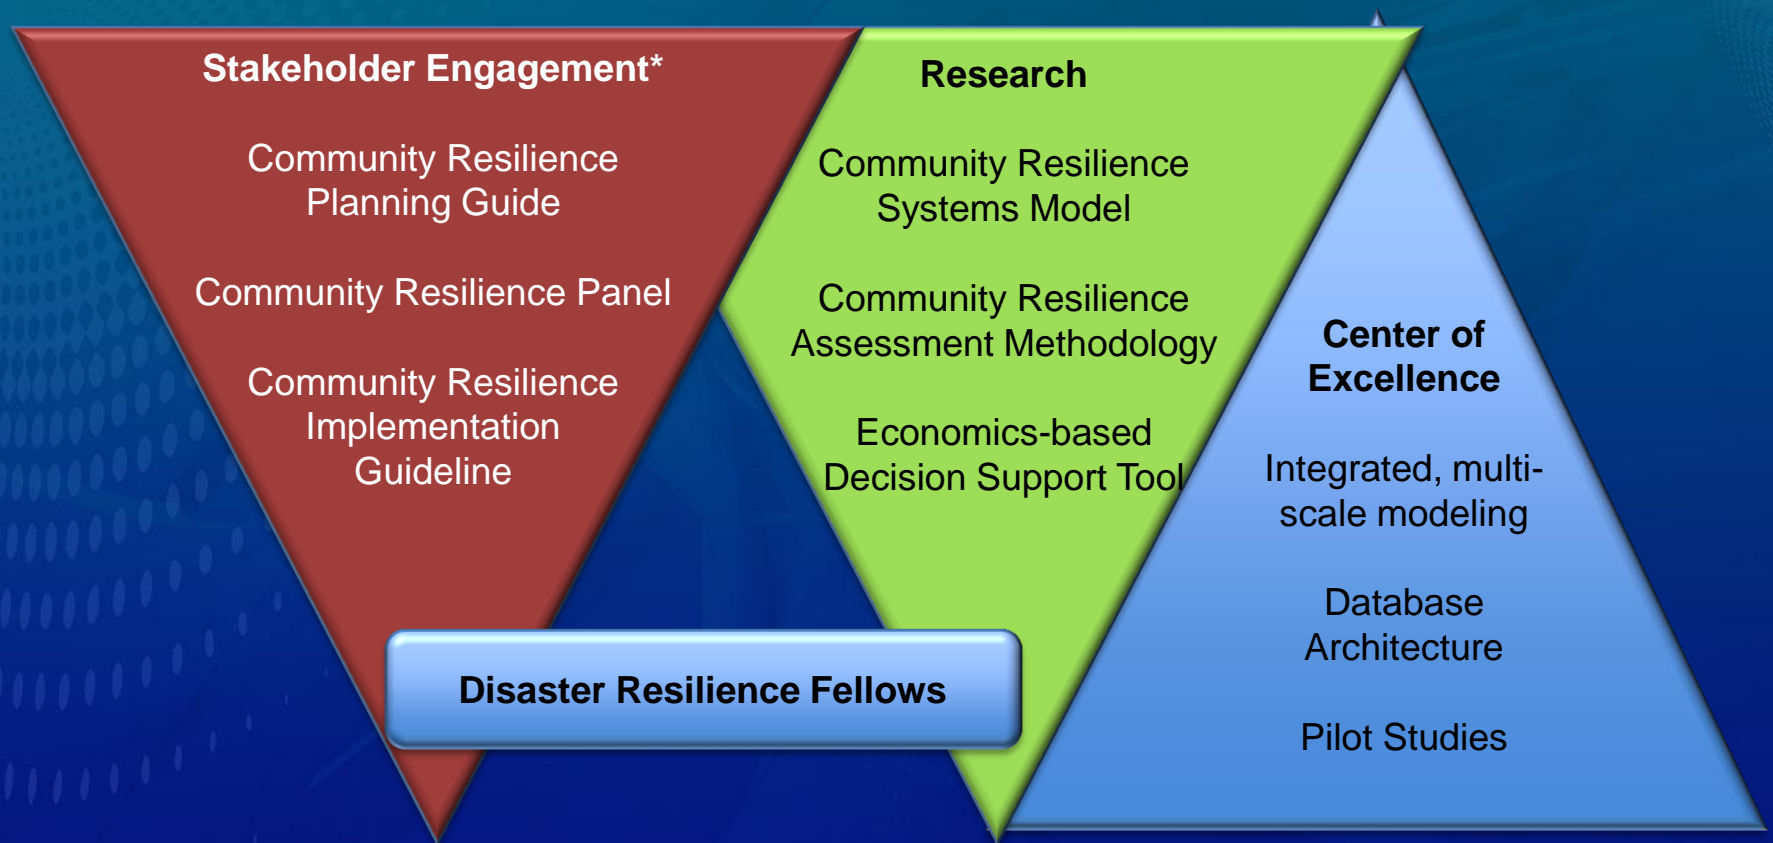 Stakeholder Engagement*
Community Resilience
Planning Guide
Community Resilience Panel
Community Resilience
Implementation
Guideline
Research
Community Resilience
Systems Model
Community Resilience
Assessment Methodology
Economics-based
Decision Support Tool
Center of
Excellence
Integrated, multi-
scale modeling
Database
Architecture
Pilot Studies
Disaster Resilience Fellows